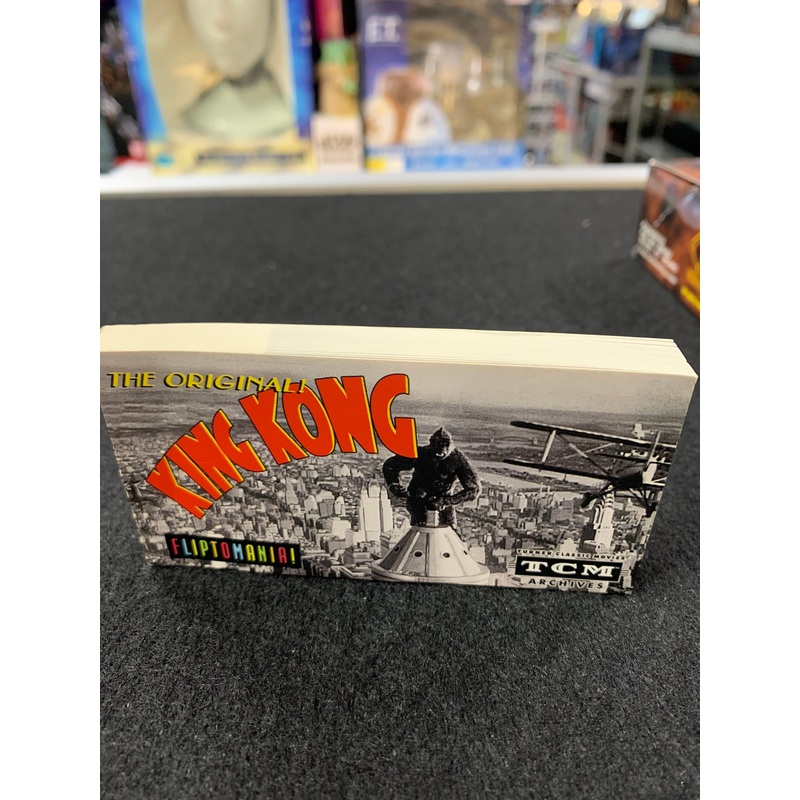 E.T.
THE ORIGINAL!
KING KONG
FLIPTOMANIA!
TURNER CLASSIC MOVIES
TCM
ARCHIVES